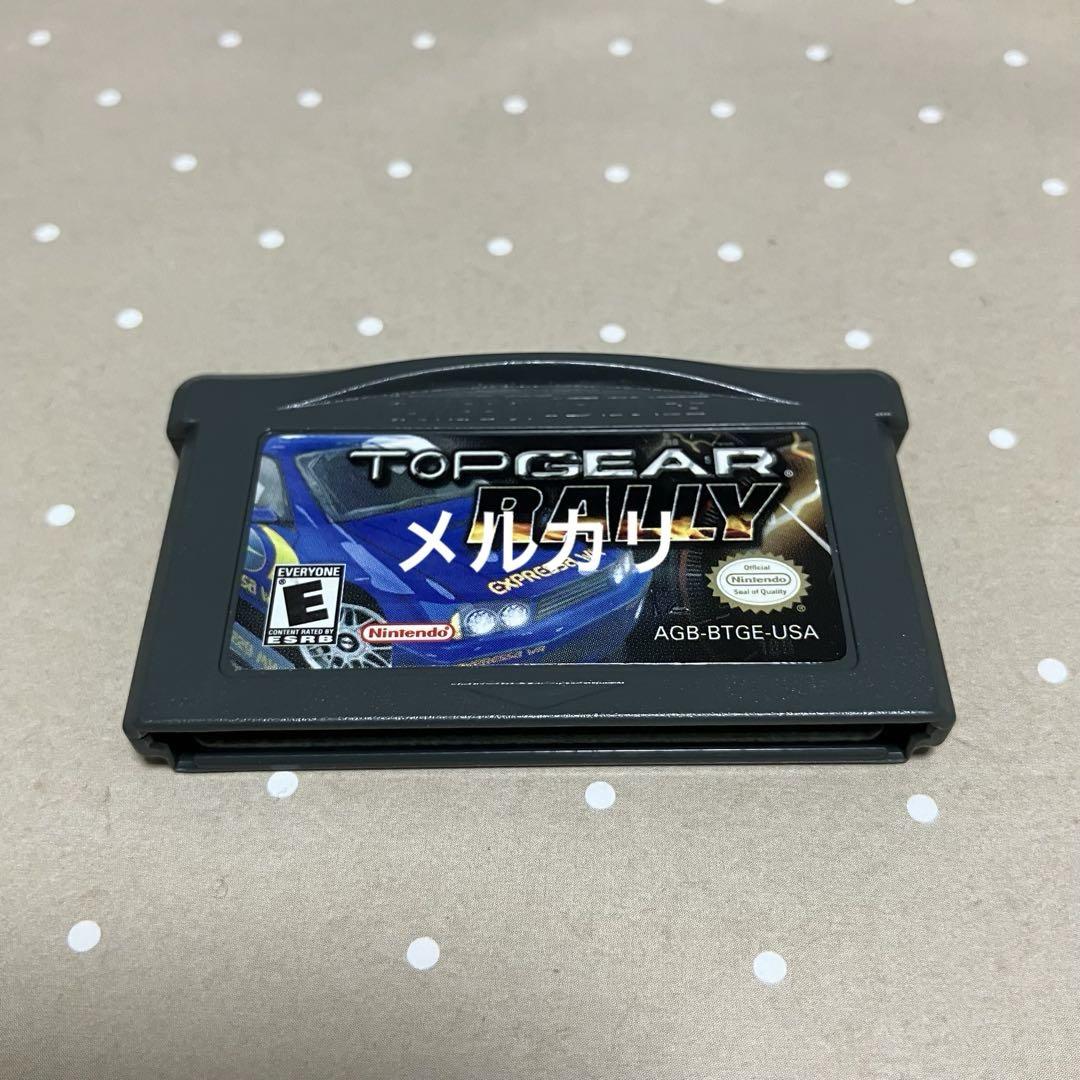 TOPGEAR®
RALLY
メルカリ
EVERYONE
E
CONTENT RATED BY
ESRB
Nintendo®
Official
Nintendo
Seal of Quality
®
AGB-BTGE-USA